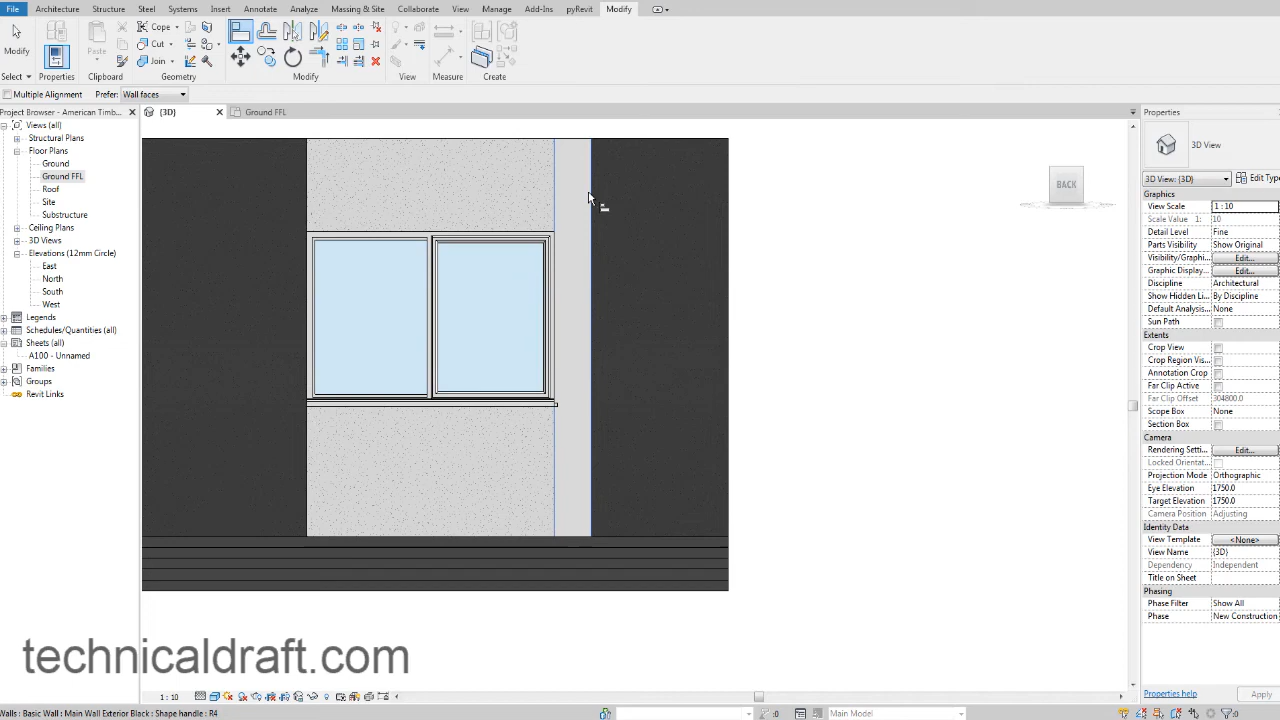 File Architecture Structure Steel Systems Insert Annotate Analyze Massing & Site Collaborate View Manage Add-Ins pyRevit Modify
Modify Paste Cope Cut Join
Select Properties Clipboard Geometry Modify View Measure Create
Multiple Alignment Prefer: Wall faces
Project Browser - American Timb... {3D} Ground FFL
Views (all)
Structural Plans
Floor Plans
Ground
Ground FFL
Roof
Site
Substructure
Ceiling Plans
3D Views
Elevations (12mm Circle)
East
North
South
West
Legends
Schedules/Quantities (all)
Sheets (all)
A100 - Unnamed
Families
Groups
Revit Links
BACK
Properties
3D View
3D View: {3D} Edit Type
Graphics
View Scale 1 : 10
Scale Value 1: 10
Detail Level Fine
Parts Visibility Show Original
Visibility/Graphi... Edit...
Graphic Display... Edit...
Discipline Architectural
Show Hidden Li... By Discipline
Default Analysis... None
Sun Path
Extents
Crop View
Crop Region Vis...
Annotation Crop
Far Clip Active
Far Clip Offset 304800.0
Scope Box None
Section Box
Camera
Rendering Setti... Edit...
Locked Orientat...
Projection Mode Orthographic
Eye Elevation 1750.0
Target Elevation 1750.0
Camera Position Adjusting
Identity Data
View Template <None>
View Name {3D}
Dependency Independent
Title on Sheet
Phasing
Phase Filter Show All
Phase New Construction
Properties help Apply
technicaldraft.com
1 : 10
Walls : Basic Wall : Main Wall Exterior Black : Shape handle : R4 :0 Main Model :0